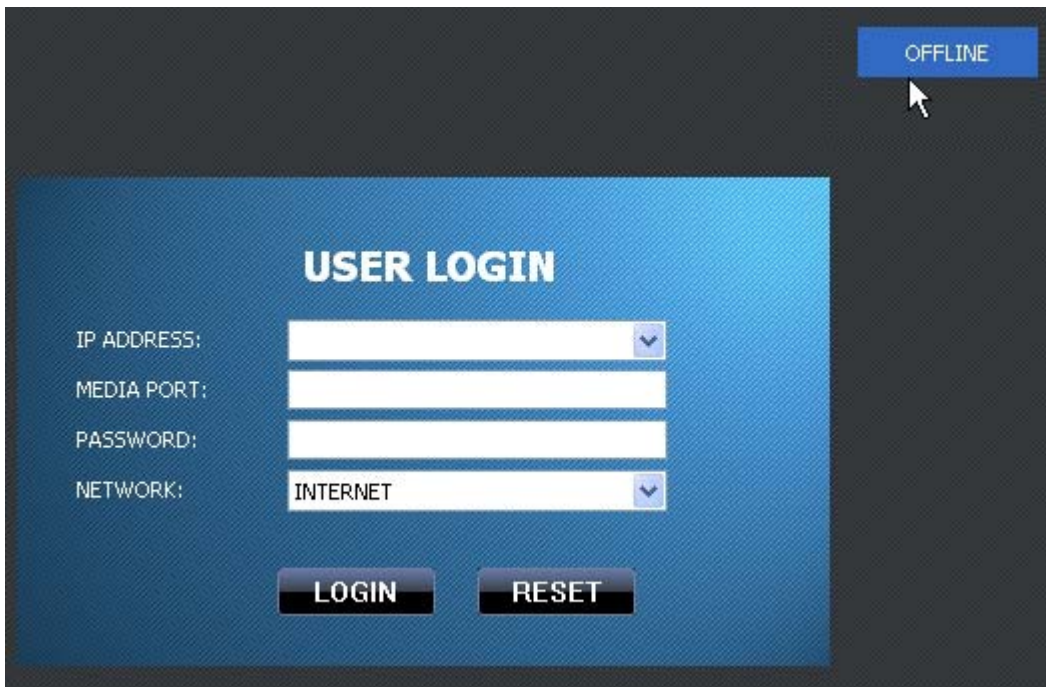 OFFLINE
USER LOGIN
IP ADDRESS:
MEDIA PORT:
PASSWORD:
NETWORK: INTERNET
LOGIN RESET